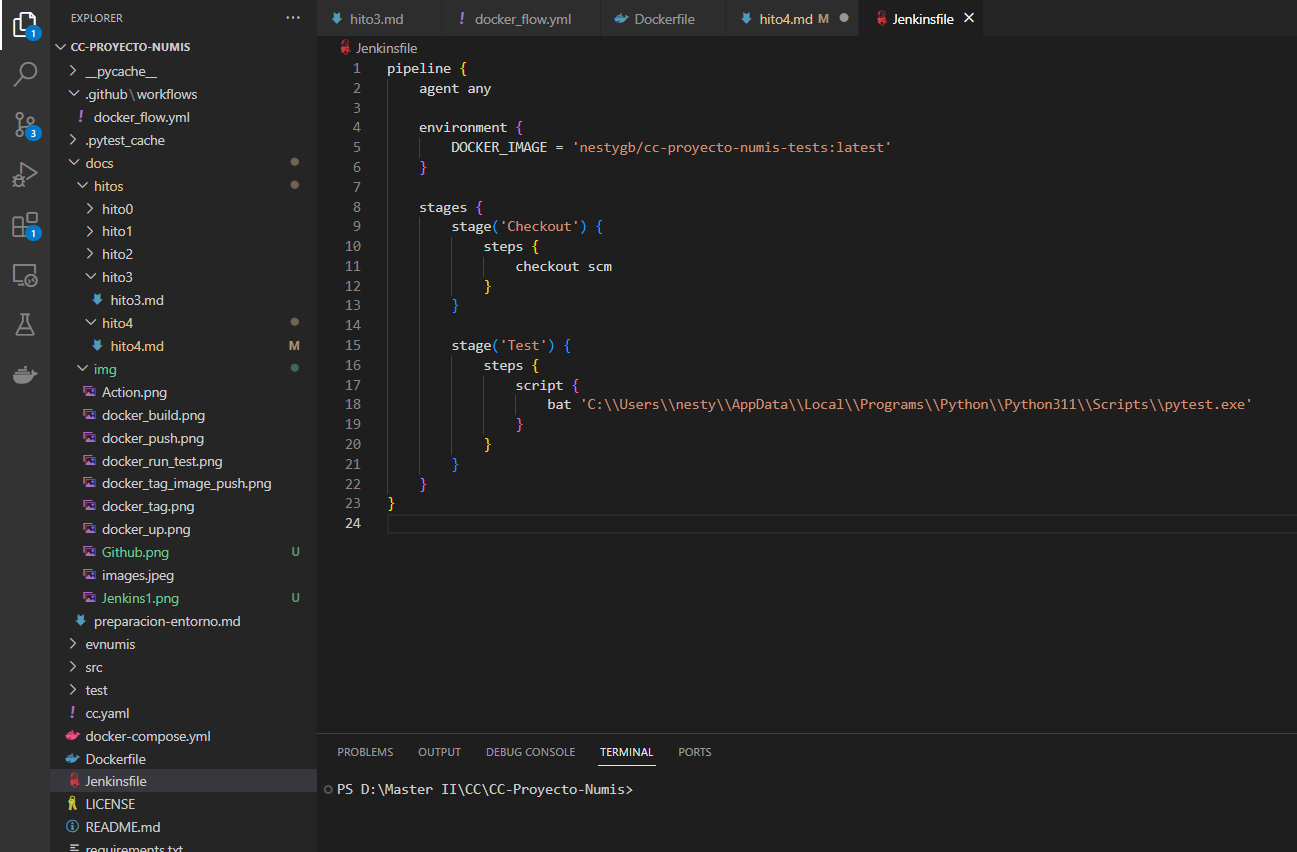 EXPLORER
CC-PROYECTO-NUMIS
__pycache__
.github\workflows
docker_flow.yml
.pytest_cache
docs
hitos
hito0
hito1
hito2
hito3
hito3.md
hito4
hito4.md M
img
Action.png
docker_build.png
docker_push.png
docker_run_test.png
docker_tag_image_push.png
docker_tag.png
docker_up.png
Github.png U
images.jpeg
Jenkins1.png U
preparacion-entorno.md
evnumis
src
test
cc.yaml
docker-compose.yml
Dockerfile
Jenkinsfile
LICENSE
README.md
requirements.txt
1
3
1
hito3.md docker_flow.yml Dockerfile hito4.md M Jenkinsfile
Jenkinsfile
1 pipeline {
2     agent any
3
4     environment {
5         DOCKER_IMAGE = 'nestygb/cc-proyecto-numis-tests:latest'
6     }
7
8     stages {
9         stage('Checkout') {
10             steps {
11                 checkout scm
12             }
13         }
14
15         stage('Test') {
16             steps {
17                 script {
18                     bat 'C:\\Users\\nesty\\AppData\\Local\\Programs\\Python\\Python311\\Scripts\\pytest.exe'
19                 }
20             }
21         }
22     }
23 }
24
PROBLEMS OUTPUT DEBUG CONSOLE TERMINAL PORTS
PS D:\Master II\CC\CC-Proyecto-Numis>